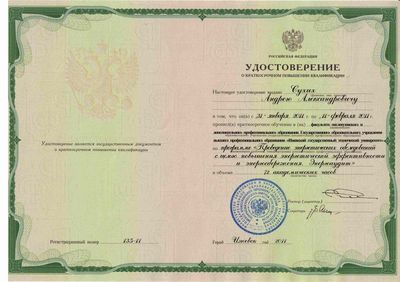 Удостоверение является государственным документом
о краткосрочном повышении квалификации
Регистрационный номер 155-11
РОССИЙСКАЯ ФЕДЕРАЦИЯ
УДОСТОВЕРЕНИЕ
О КРАТКОСРОЧНОМ ПОВЫШЕНИИ КВАЛИФИКАЦИИ
Настоящее удостоверение выдано Сухих
Андрею Александровичу
в том, что он(а) с 31 января 2011 г. по 11 февраля 2011 г.
прошел(а) краткосрочное обучение в (на) факультете послевузовского и
дополнительного профессионального образования Государственного образовательного учреждения
высшего профессионального образования «Ижевский государственный технический университет»
по программе «Проведение энергетических обследований
с целью повышения энергетической эффективности
и энергосбережения. Энергоаудит»
в объеме 72 академических часов
Ректор
Секретарь
Город Ижевск год 2011